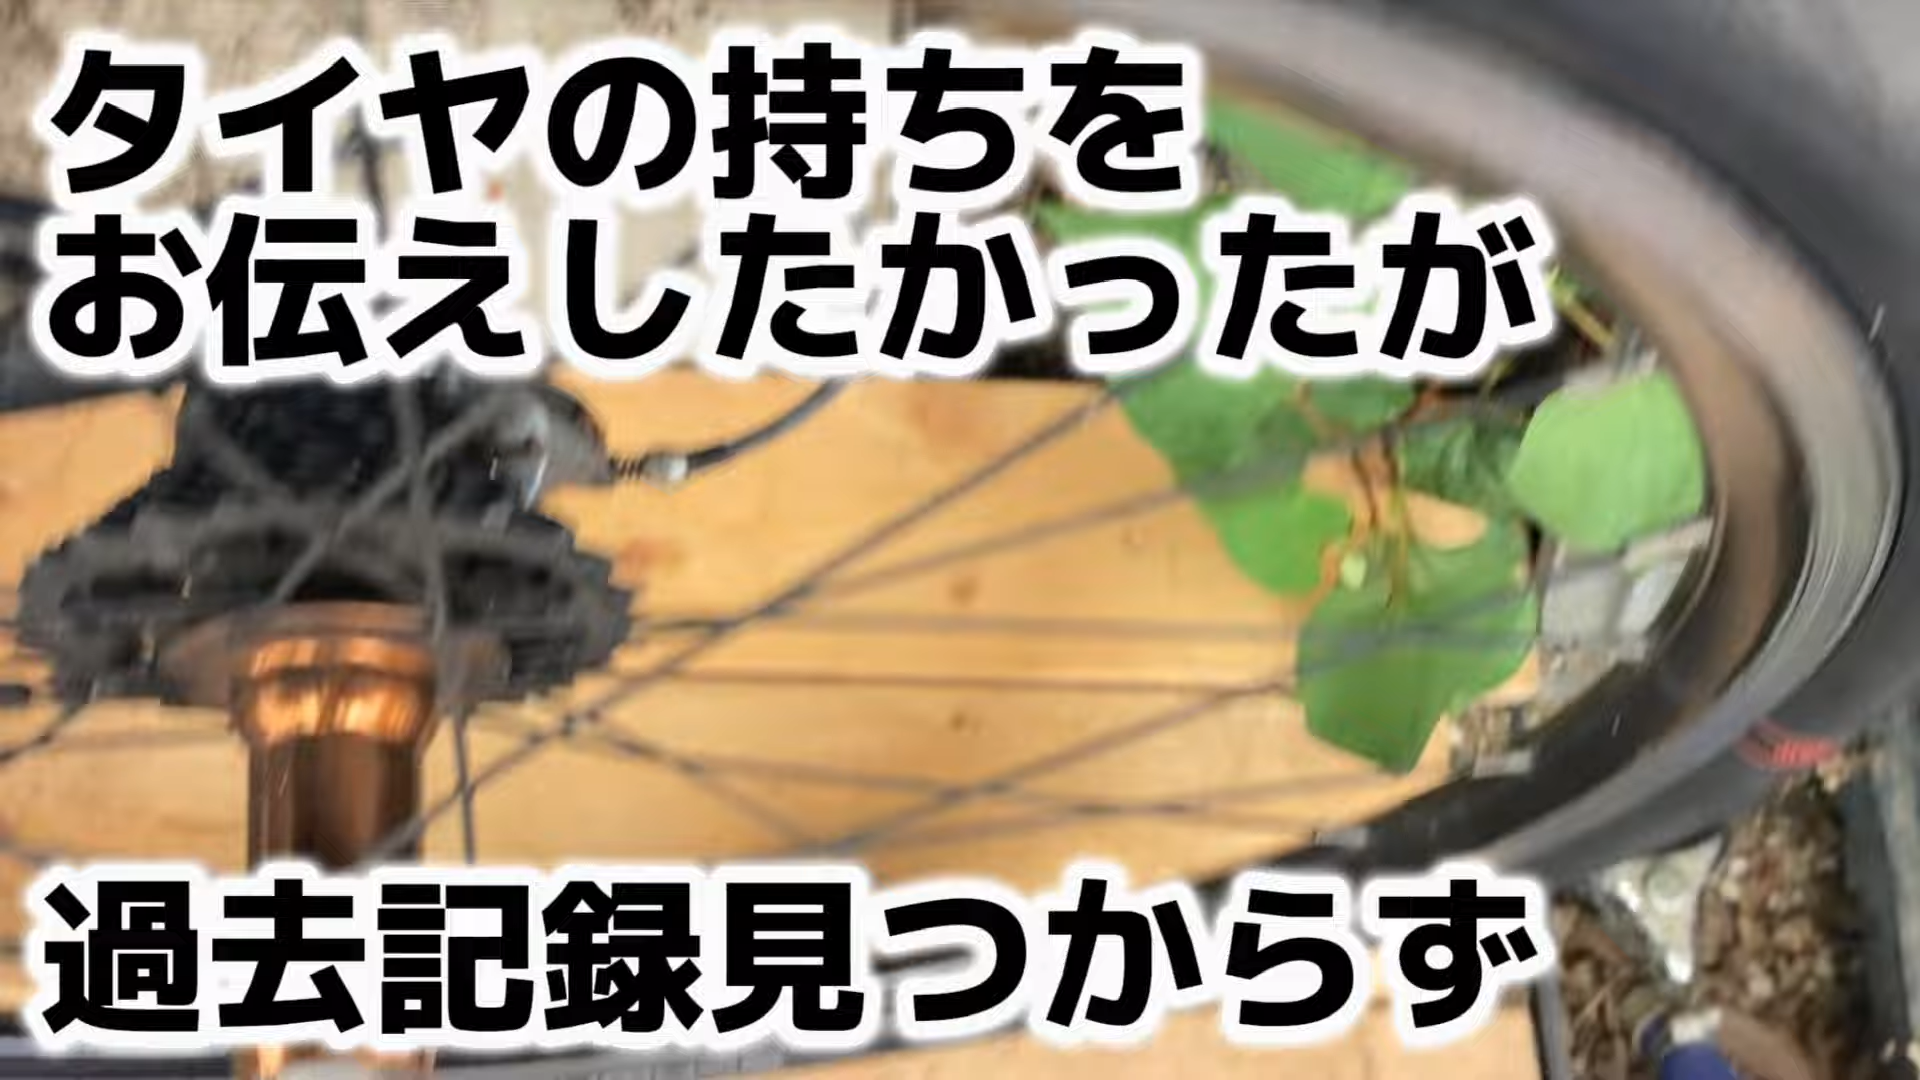 タイヤの持ちを
お伝えしたかったが
過去記録見つからず